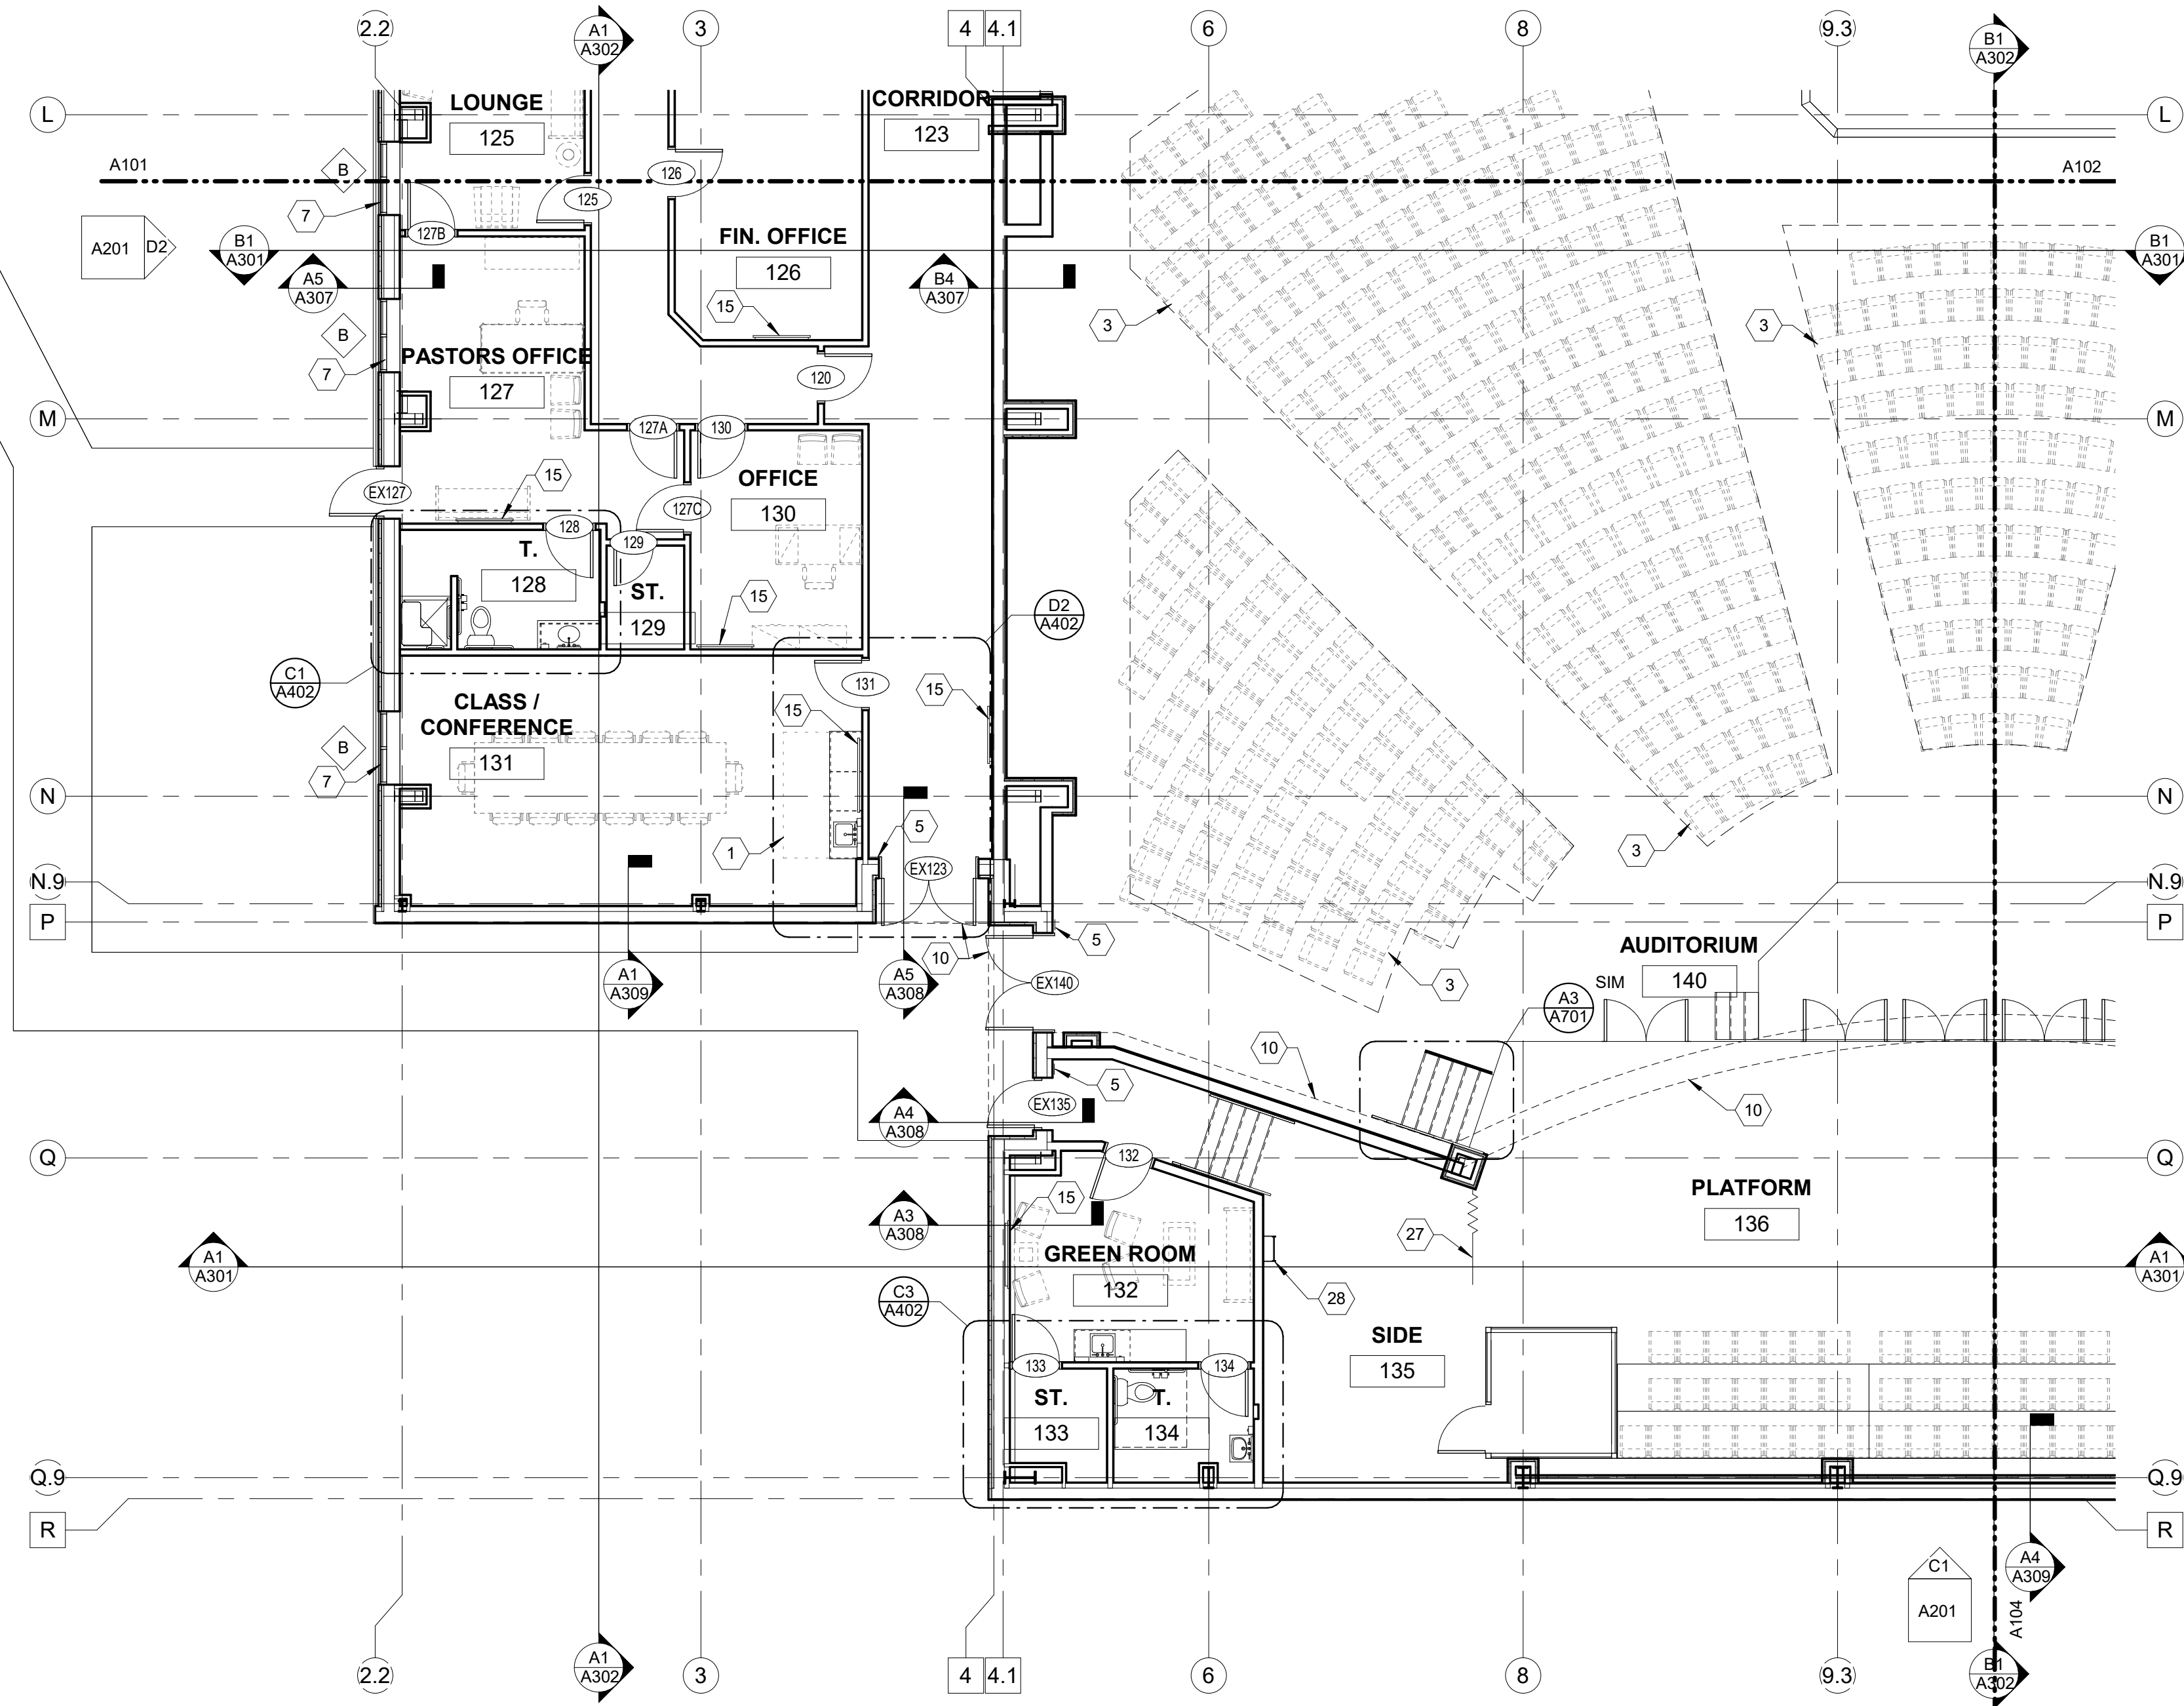 2.2
A1
A302
3
4
4.1
6
8
9.3
B1
A302
L
LOUNGE
125
CORRIDOR
123
L
A101
B
126
A102
7
125
127B
A201
D2
B1
A301
FIN. OFFICE
126
B1
A301
A5
A307
B4
A307
15
3
3
B
PASTORS OFFICE
127
7
120
M
127A
130
M
15
OFFICE
130
EX127
127C
128
129
T.
128
ST.
129
15
D2
A402
C1
A402
131
15
15
CLASS /
CONFERENCE
131
B
7
N
N
5
1
3
EX123
N.9
N.9
P
P
5
10
AUDITORIUM
140
SIM
A1
A309
A5
A308
EX140
3
A3
A701
10
5
EX135
10
A4
A308
Q
132
Q
15
PLATFORM
136
A3
A308
27
GREEN ROOM
132
A1
A301
A1
A301
C3
A402
28
SIDE
135
133
134
ST.
133
T.
134
Q.9
Q.9
R
R
C1
A201
A4
A309
A104
2.2
A1
A302
3
4
4.1
6
8
9.3
B1
A302